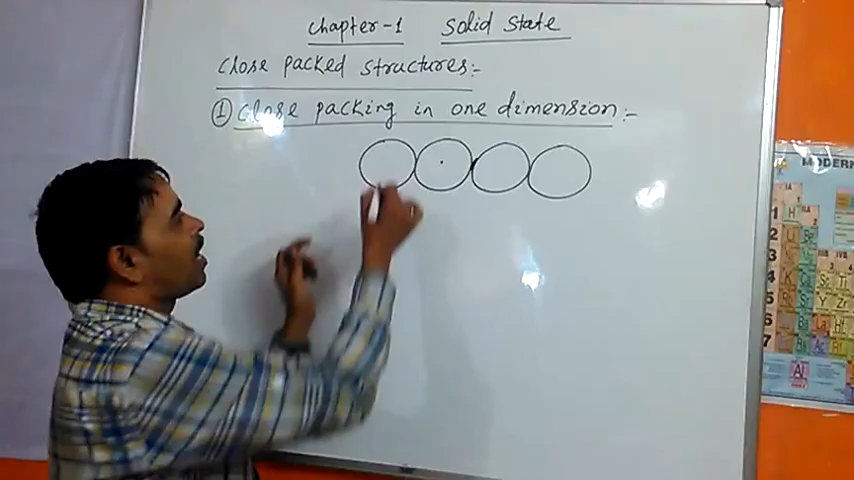 chapter-1 solid state
close packed structures:-
① close packing in one dimension:-
MODERN